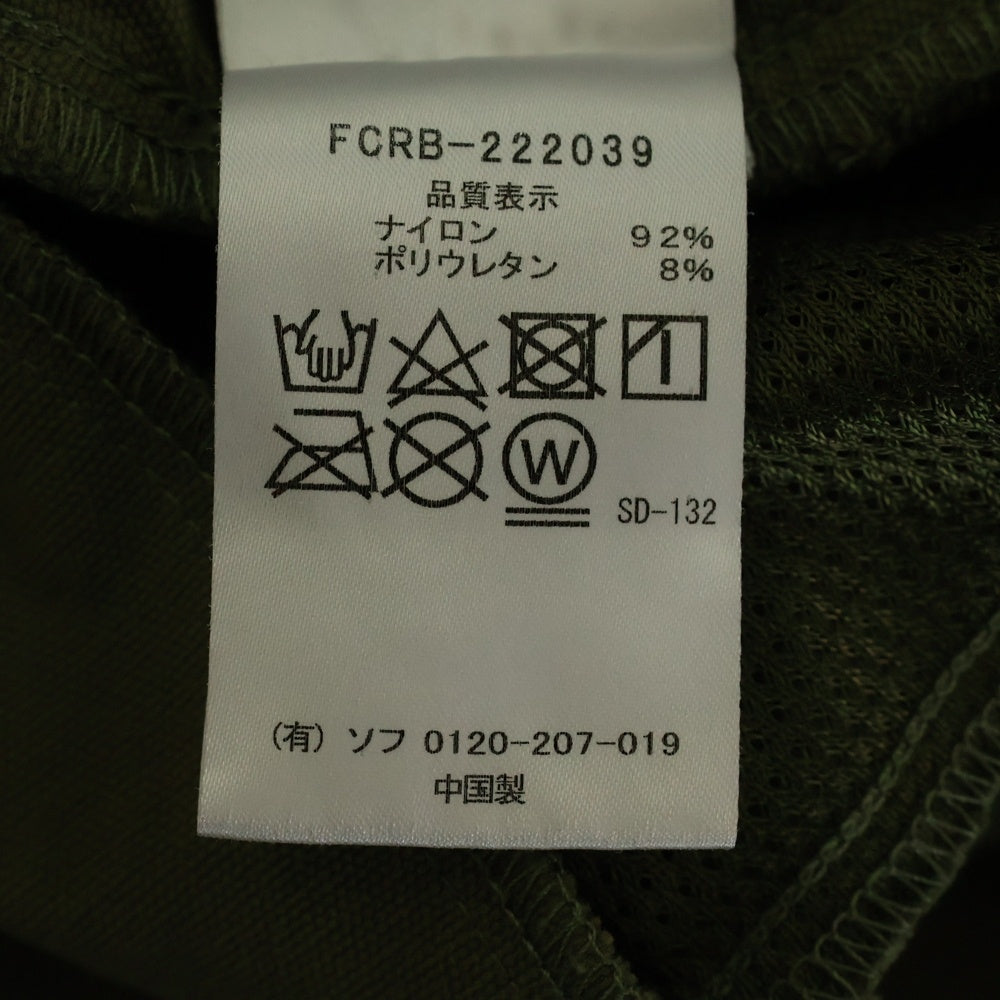 FCRB-222039
品質表示
ナイロン 92%
ポリウレタン 8%
W
SD-132
(有) ソフ 0120-207-019
中国製